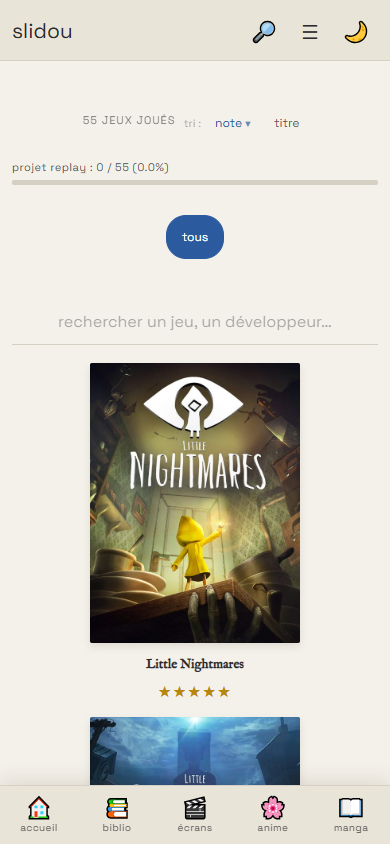 slidou
55 JEUX JOUÉS tri : note ▾ titre
projet replay : 0 / 55 (0.0%)
tous
rechercher un jeu, un développeur...
LITTLE
NIGHTMARES
Little Nightmares
★★★★★
LITTLE
accueil biblio écrans anime manga